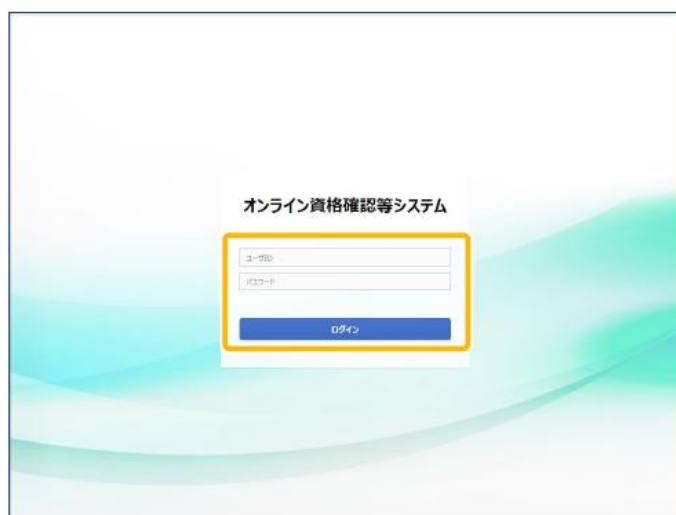 オンライン資格確認等システム
ユーザID
パスワード
ログイン